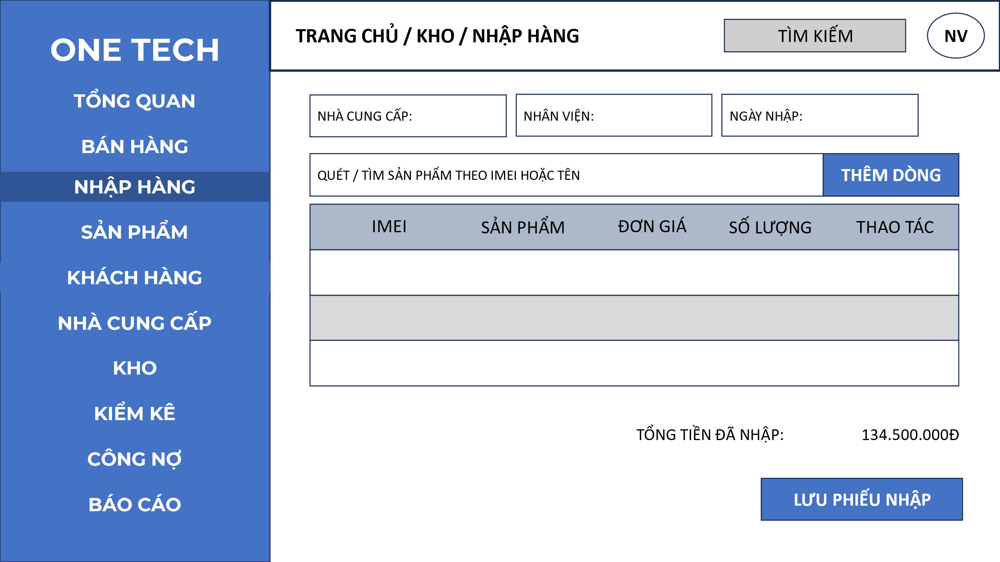 ONE TECH
TỔNG QUAN
BÁN HÀNG
NHẬP HÀNG
SẢN PHẨM
KHÁCH HÀNG
NHÀ CUNG CẤP
KHO
KIỂM KÊ
CÔNG NỢ
BÁO CÁO
TRANG CHỦ / KHO / NHẬP HÀNG
TÌM KIẾM
NV
NHÀ CUNG CẤP:
NHÂN VIỆN:
NGÀY NHẬP:
QUÉT / TÌM SẢN PHẨM THEO IMEI HOẶC TÊN
THÊM DÒNG
IMEI SẢN PHẨM ĐƠN GIÁ SỐ LƯỢNG THAO TÁC
TỔNG TIỀN ĐÃ NHẬP: 134.500.000Đ
LƯU PHIẾU NHẬP